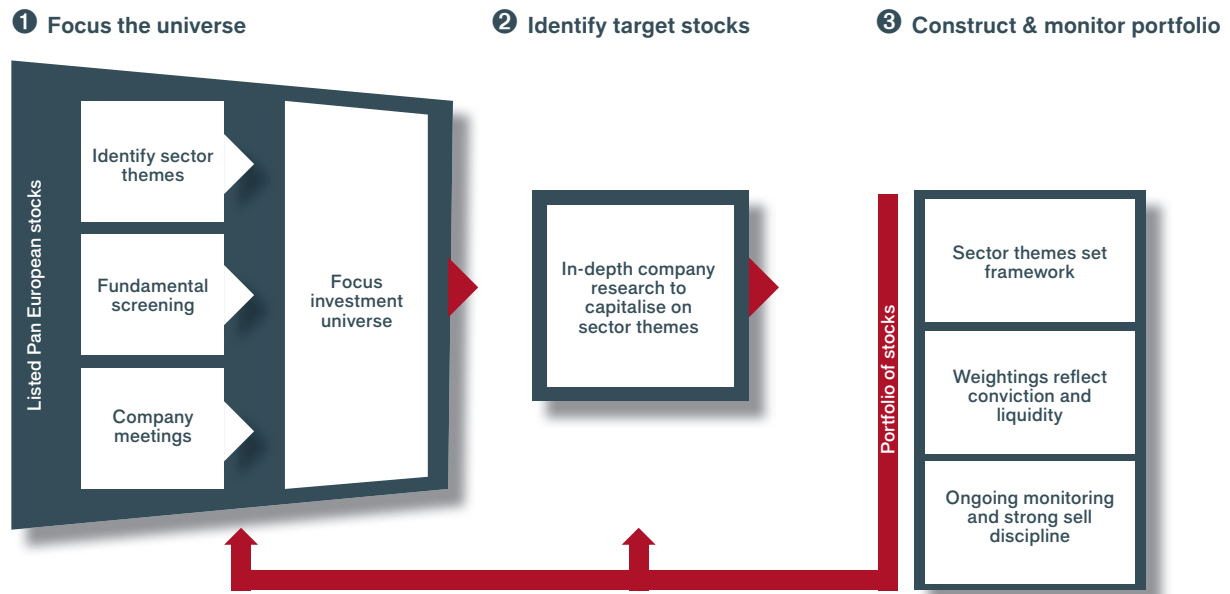 ❶ Focus the universe
❷ Identify target stocks
❸ Construct & monitor portfolio
Listed Pan European stocks
Identify sector
themes
Fundamental
screening
Company
meetings
Focus
investment
universe
In-depth company
research to
capitalise on
sector themes
Portfolio of stocks
Sector themes set
framework
Weightings reflect
conviction and
liquidity
Ongoing monitoring
and strong sell
discipline